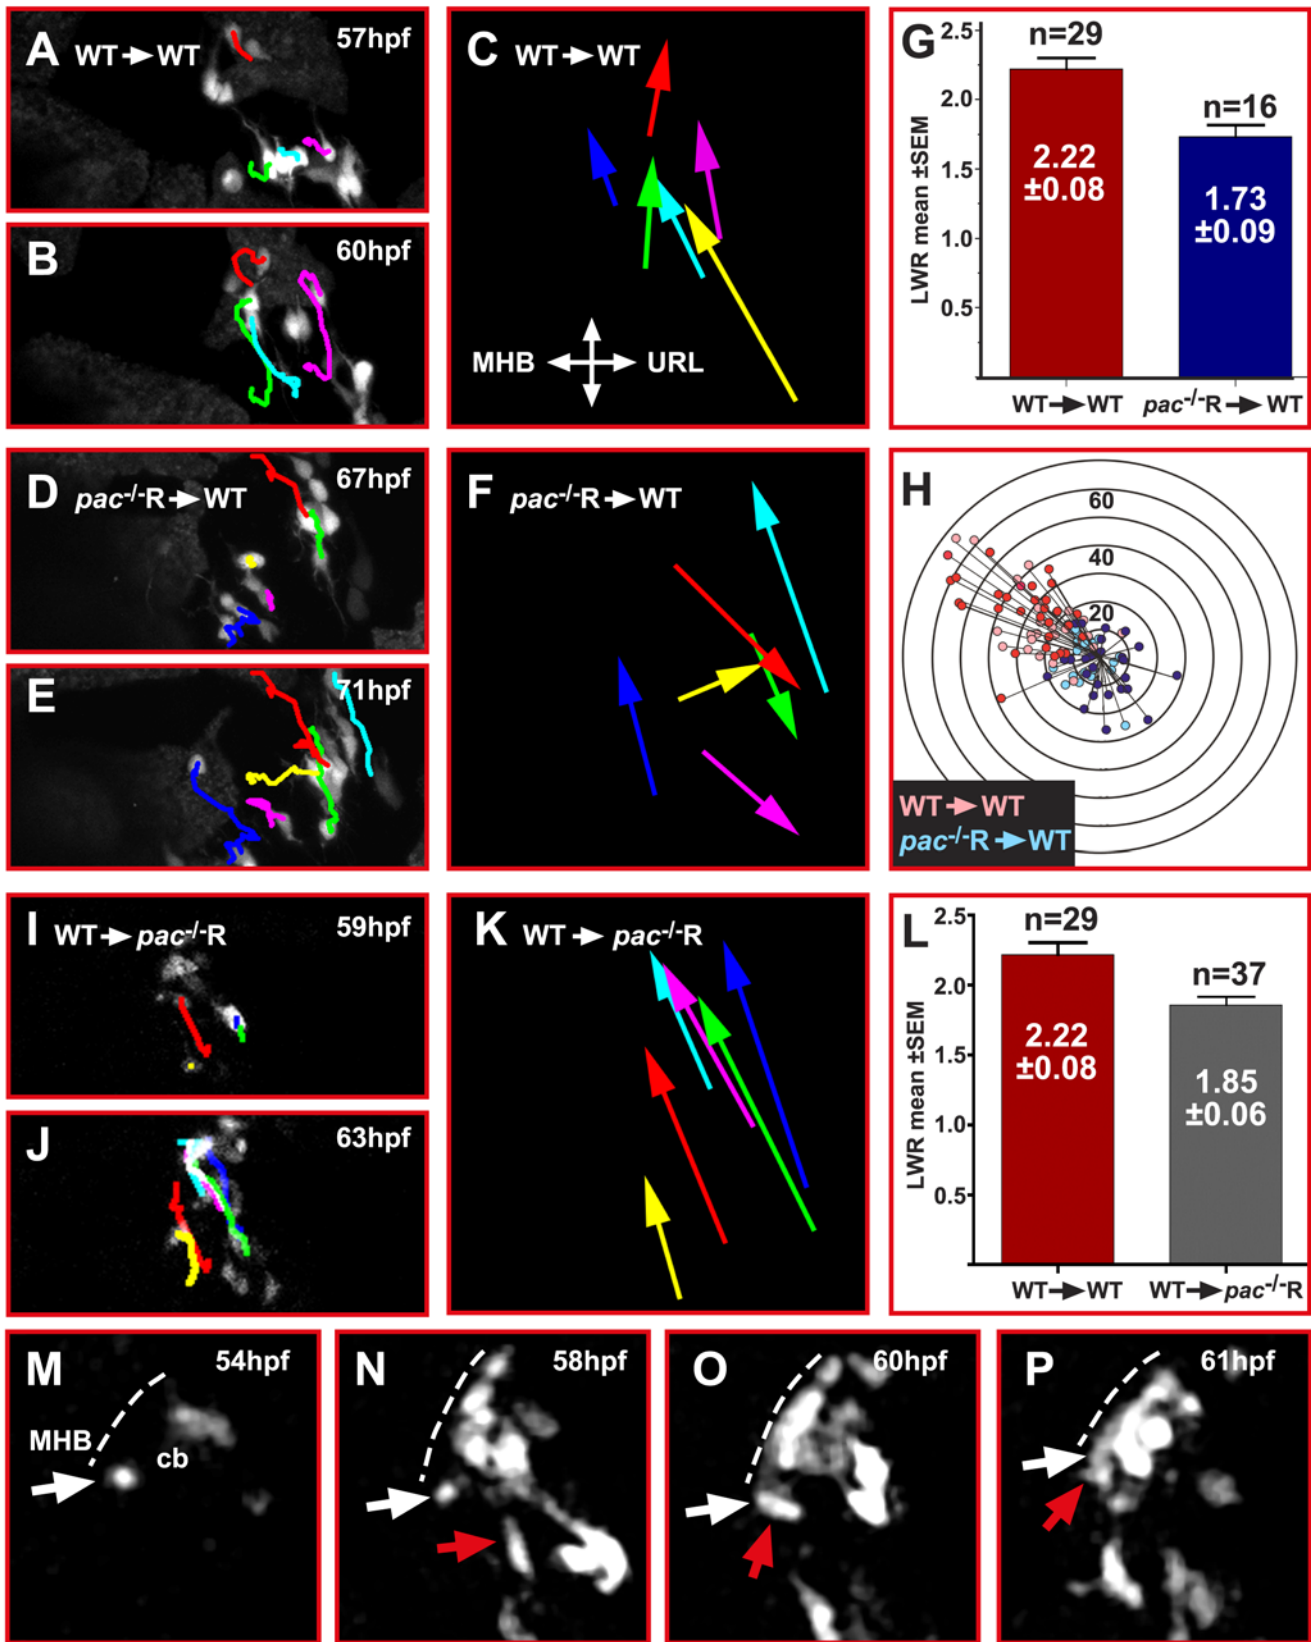 A WT→WT 57hpf
B 60hpf
C WT→WT
MHB URL
G
n=29
n=16
2.5
2.0
1.5
1.0
0.5
LWR mean ±SEM
2.22
±0.08
1.73
±0.09
WT→WT pac-/-R→WT
D 67hpf
pac-/-R→WT
E 71hpf
F pac-/-R→WT
H
60
40
20
WT→WT
pac-/-R→WT
I WT→pac-/-R 59hpf
J 63hpf
K WT→pac-/-R
L
n=29
n=37
2.5
2.0
1.5
1.0
0.5
LWR mean ±SEM
2.22
±0.08
1.85
±0.06
WT→WT WT→pac-/-R
M 54hpf
MHB
cb
N 58hpf
O 60hpf
P 61hpf